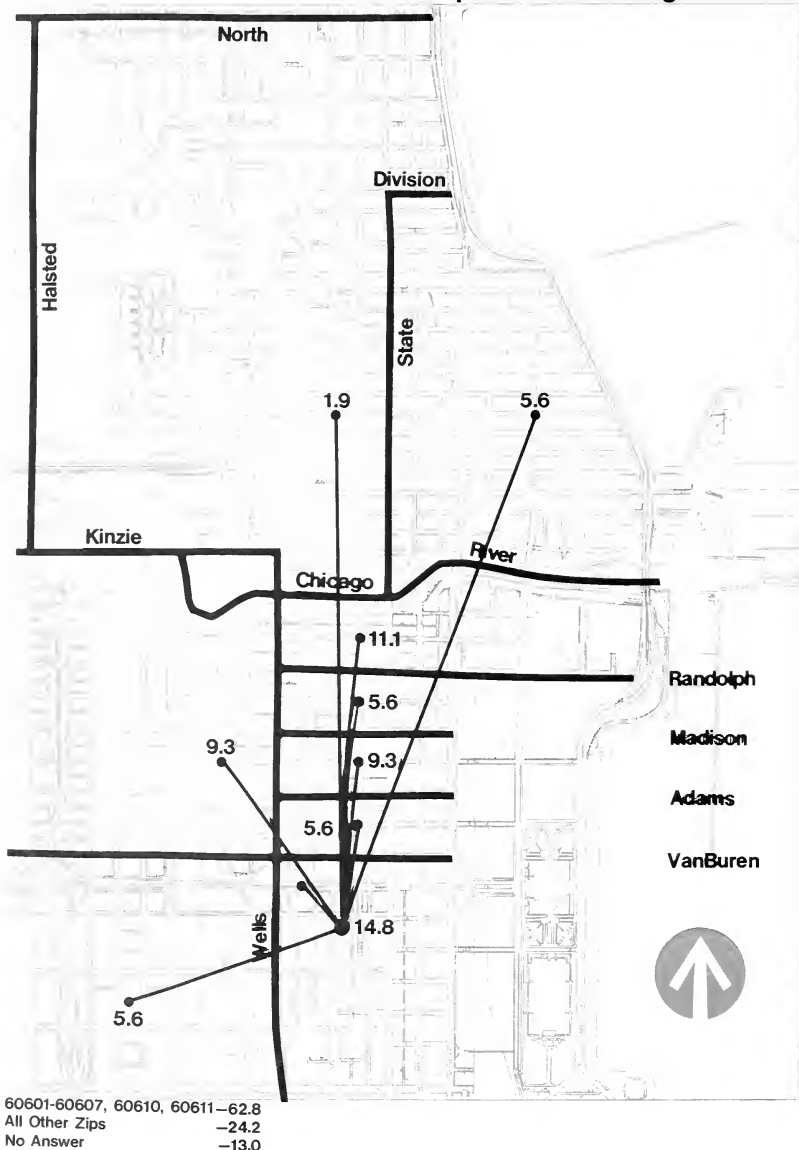 North
Division
Halsted
State
1.9
5.6
Kinzie
River
Chicago
11.1
Randolph
5.6
Madison
9.3
9.3
Adams
5.6
VanBuren
Wells
14.8
5.6
60601-60607, 60610, 60611—62.8
All Other Zips —24.2
No Answer —13.0